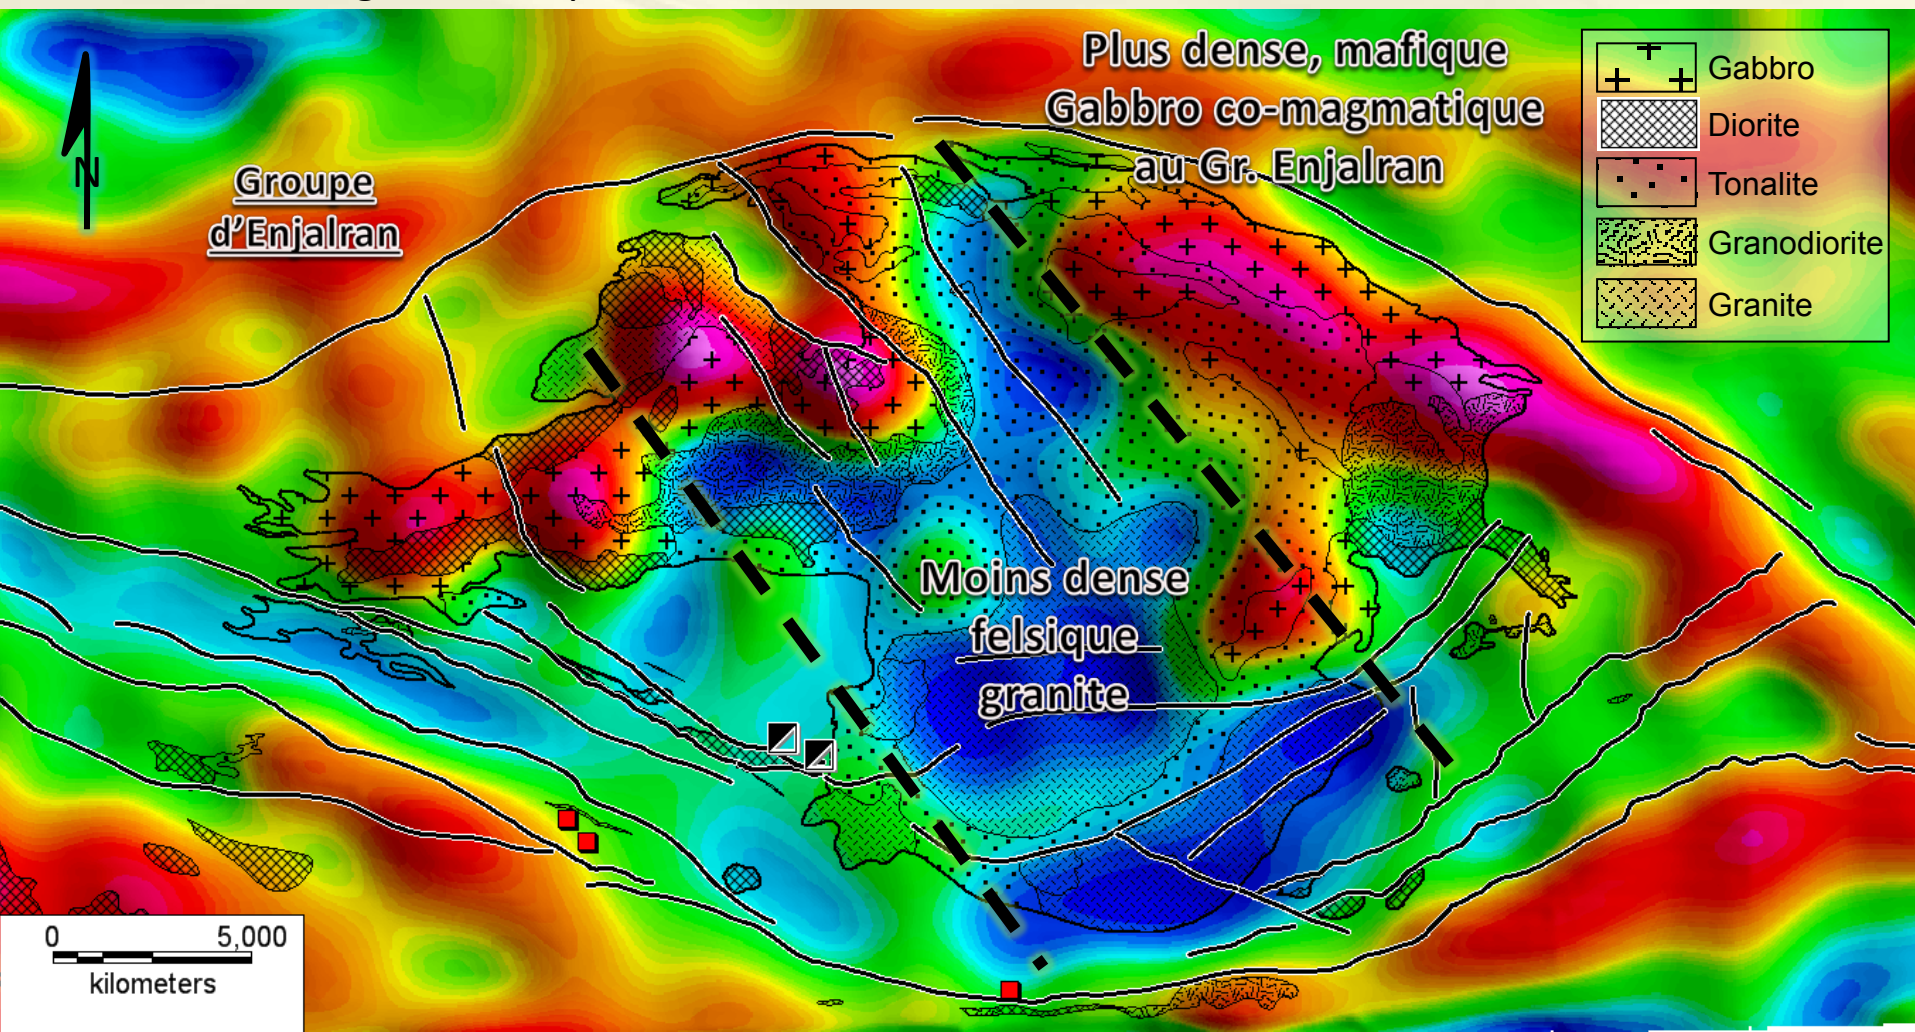 Plus dense, mafique
Gabbro co-magmatique
au Gr. Enjalran
Groupe
d'Enjalran
N
Gabbro
Diorite
Tonalite
Granodiorite
Granite
Moins dense
felsique
granite
0 5,000
kilometers